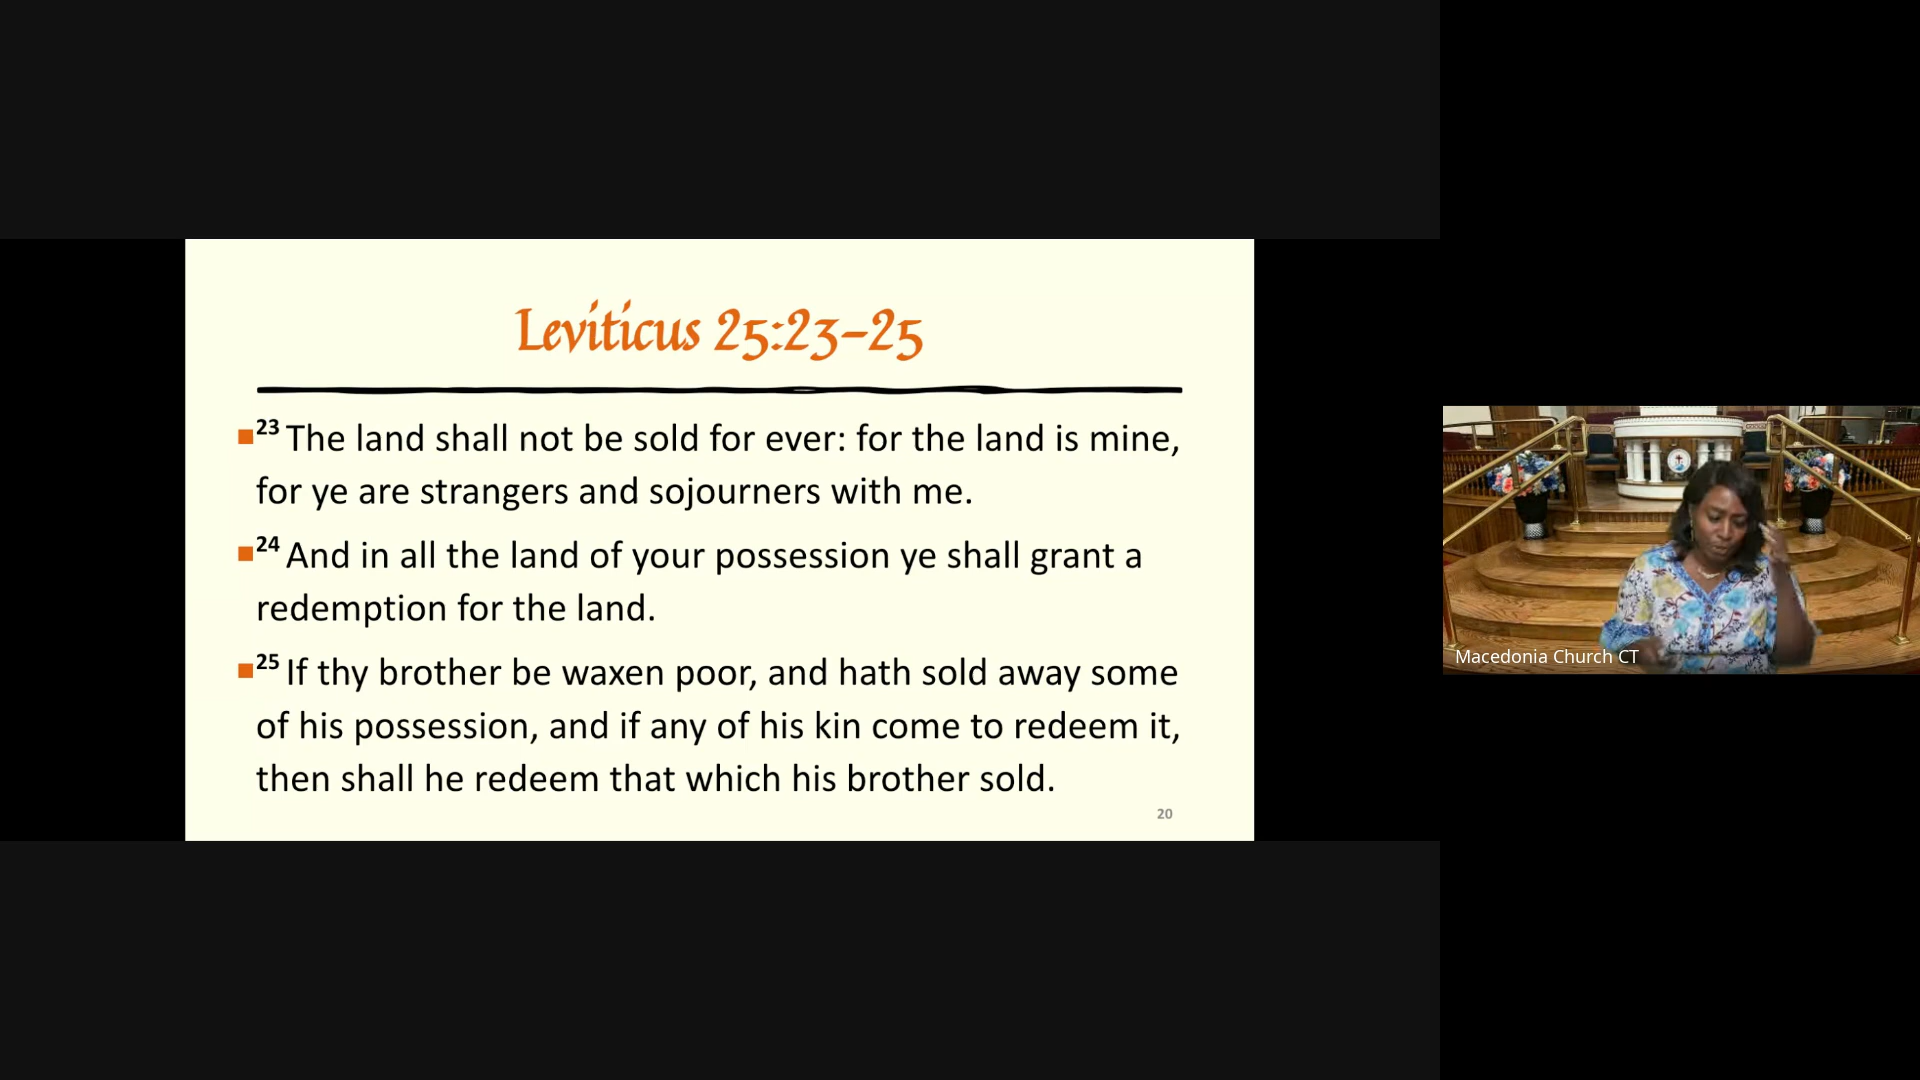 Leviticus 25:23–25
23 The land shall not be sold for ever: for the land is mine,
for ye are strangers and sojourners with me.
24 And in all the land of your possession ye shall grant a
redemption for the land.
25 If thy brother be waxen poor, and hath sold away some
of his possession, and if any of his kin come to redeem it,
then shall he redeem that which his brother sold.
20
Macedonia Church CT